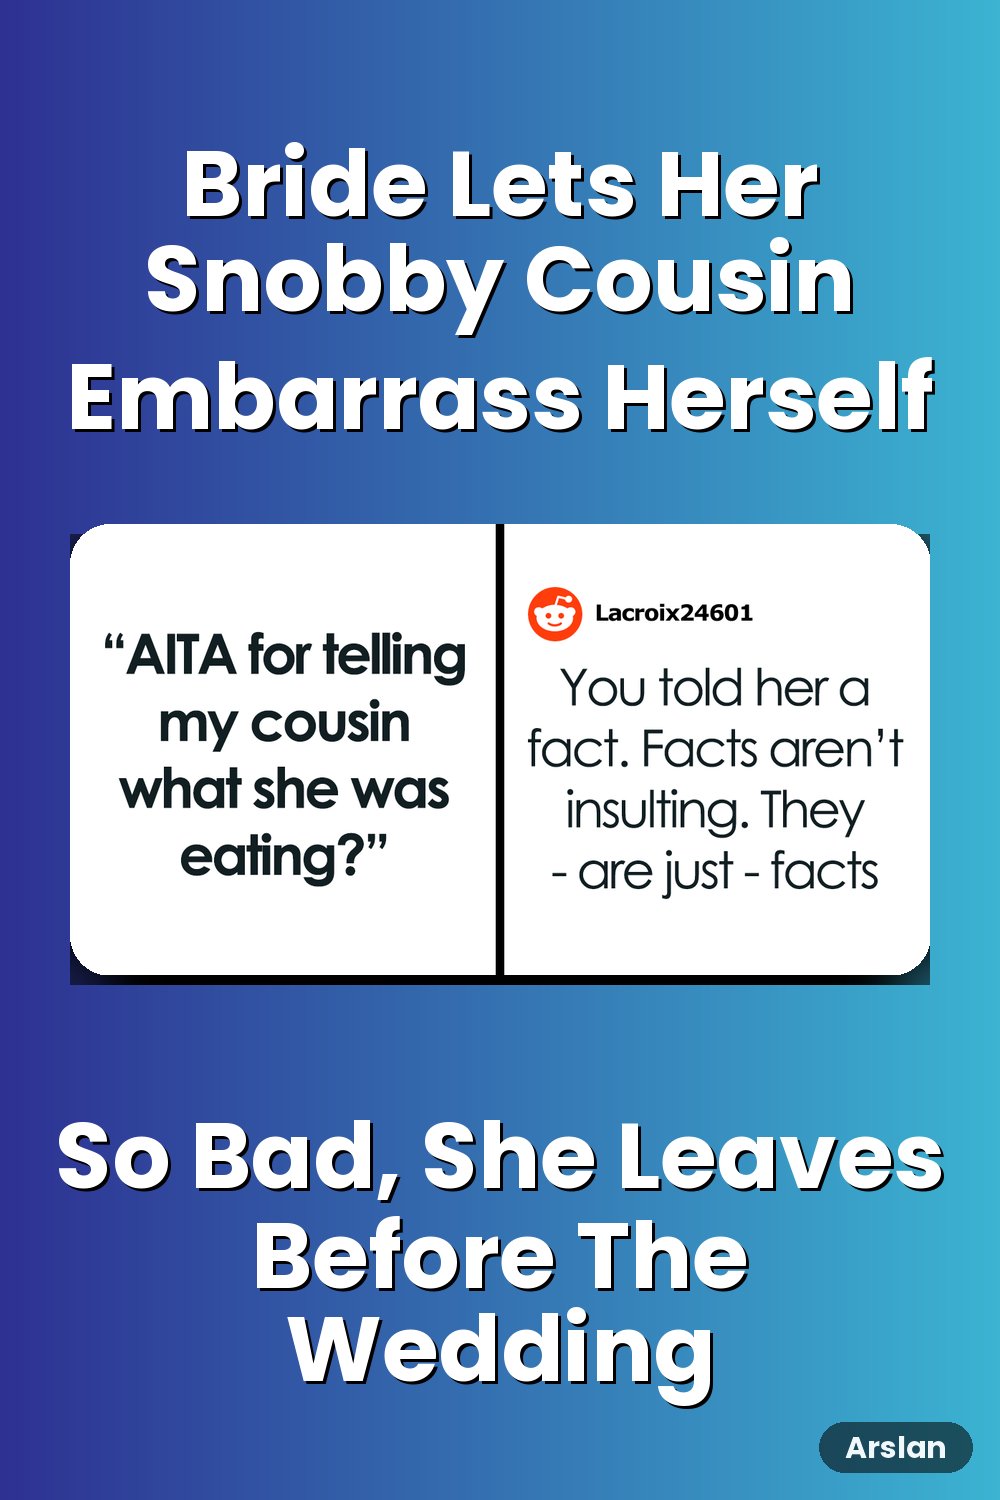 Bride Lets Her
Snobby Cousin
Embarrass Herself
“AITA for telling
my cousin
what she was
eating?”
Lacroix24601
You told her a
fact. Facts aren’t
insulting. They
- are just - facts
So Bad, She Leaves
Before The
Wedding
Arslan